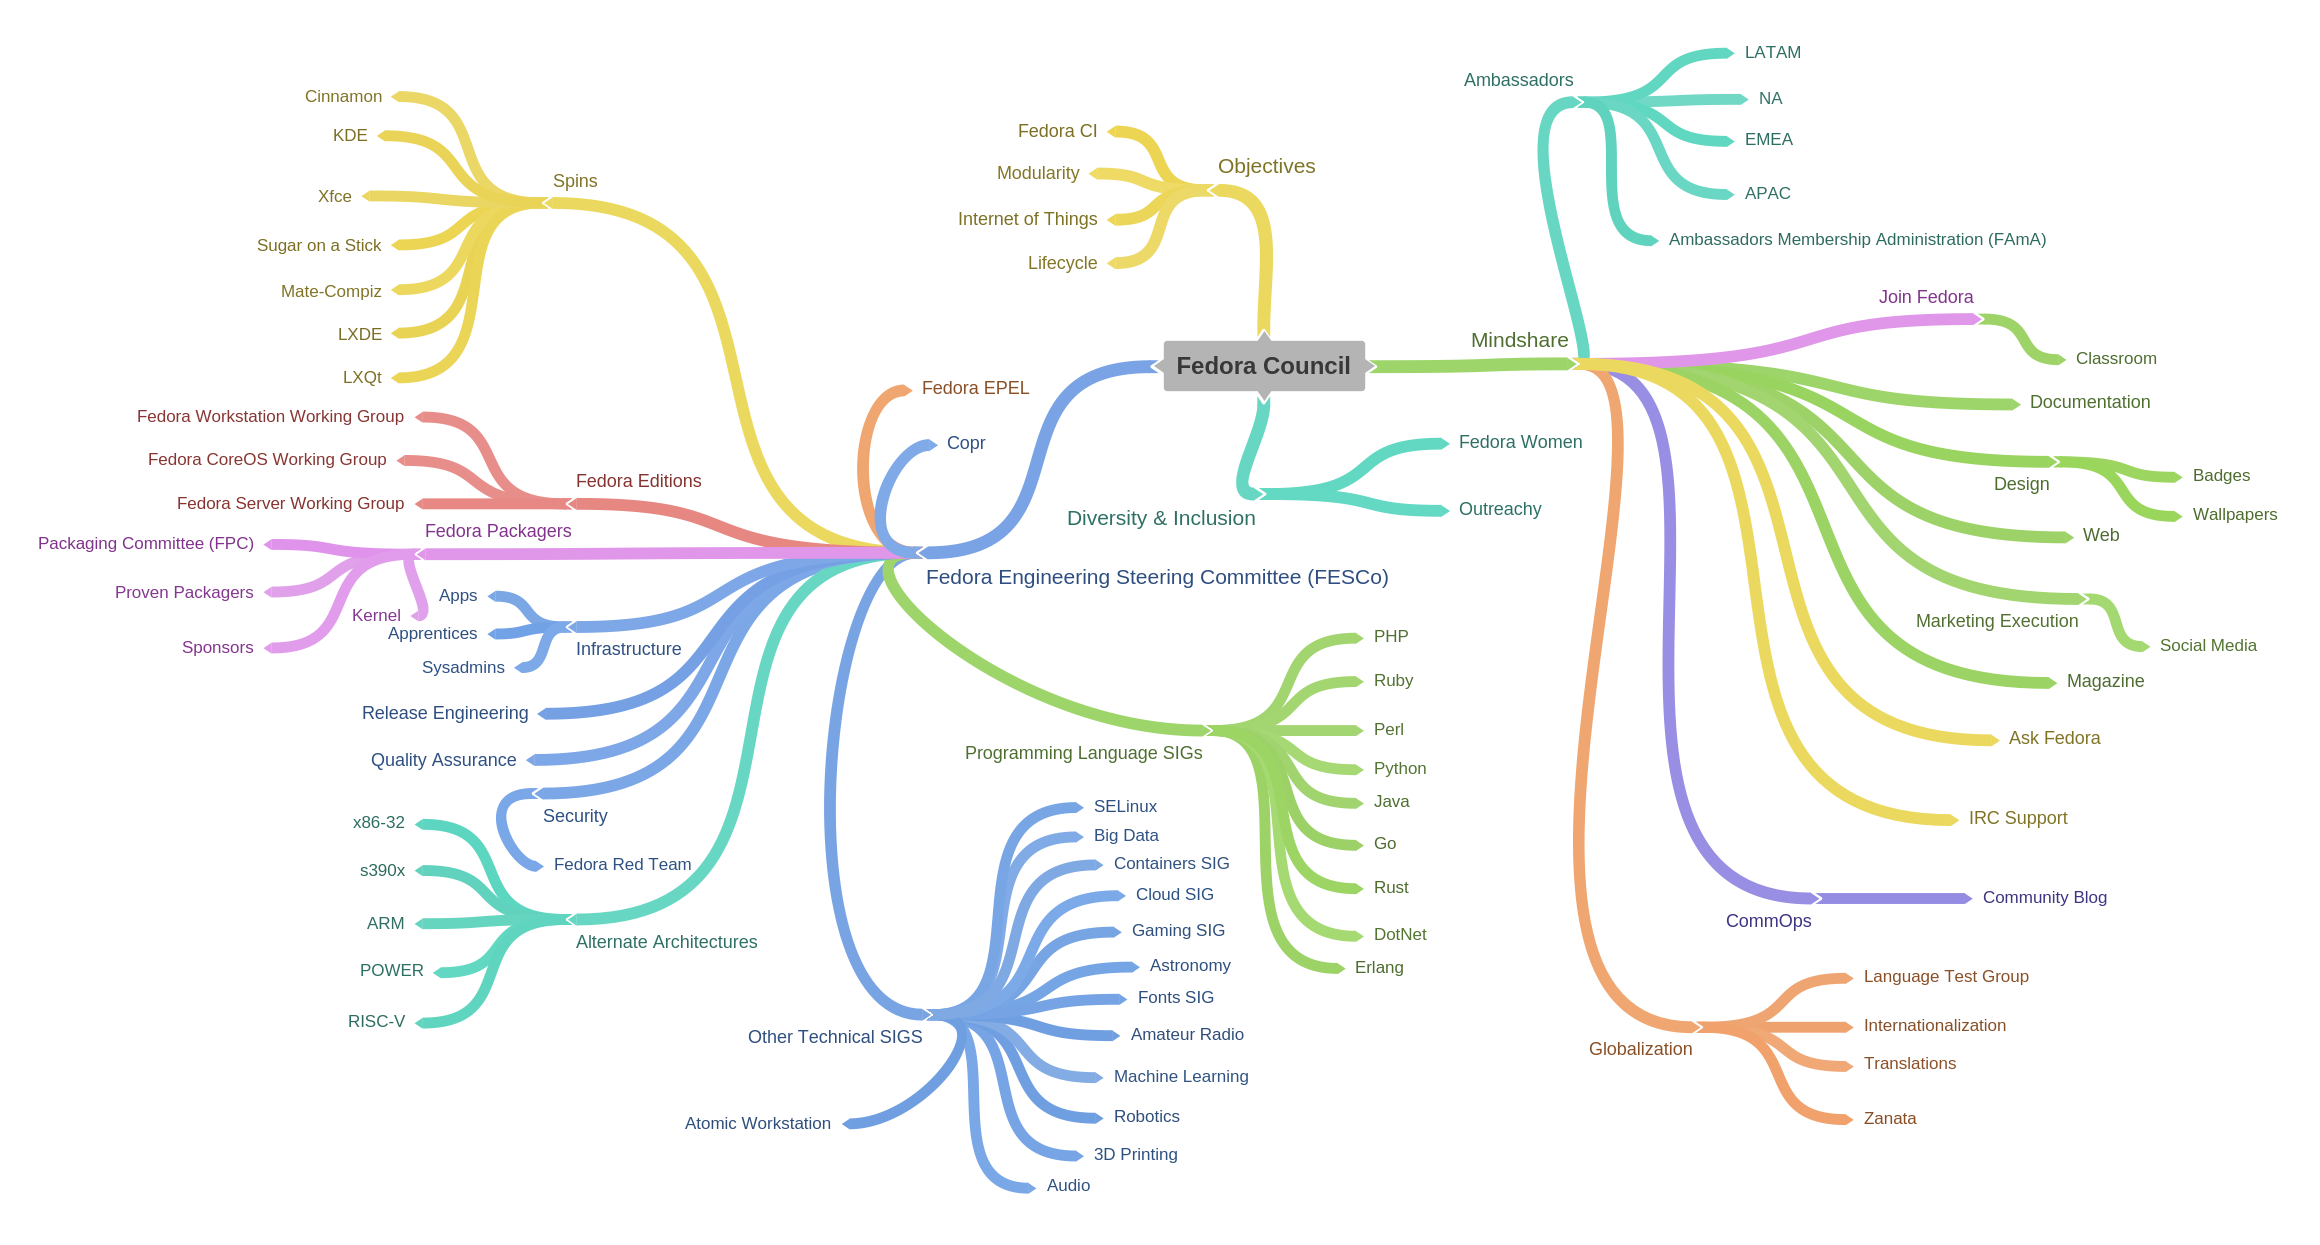 Fedora Council
Objectives
Fedora CI
Modularity
Internet of Things
Lifecycle
Diversity & Inclusion
Fedora Women
Outreachy
Mindshare
Ambassadors
LATAM
NA
EMEA
APAC
Ambassadors Membership Administration (FAmA)
Join Fedora
Classroom
Documentation
Design
Badges
Wallpapers
Web
Marketing Execution
Social Media
Magazine
Ask Fedora
IRC Support
CommOps
Community Blog
Globalization
Language Test Group
Internationalization
Translations
Zanata
Fedora Engineering Steering Committee (FESCo)
Fedora EPEL
Copr
Spins
Cinnamon
KDE
Xfce
Sugar on a Stick
Mate-Compiz
LXDE
LXQt
Fedora Editions
Fedora Workstation Working Group
Fedora CoreOS Working Group
Fedora Server Working Group
Fedora Packagers
Packaging Committee (FPC)
Proven Packagers
Kernel
Sponsors
Infrastructure
Apps
Apprentices
Sysadmins
Release Engineering
Quality Assurance
Security
Fedora Red Team
Alternate Architectures
x86-32
s390x
ARM
POWER
RISC-V
Programming Language SIGs
PHP
Ruby
Perl
Python
Java
Go
Rust
DotNet
Erlang
Other Technical SIGS
SELinux
Big Data
Containers SIG
Cloud SIG
Gaming SIG
Astronomy
Fonts SIG
Amateur Radio
Machine Learning
Robotics
3D Printing
Audio
Atomic Workstation